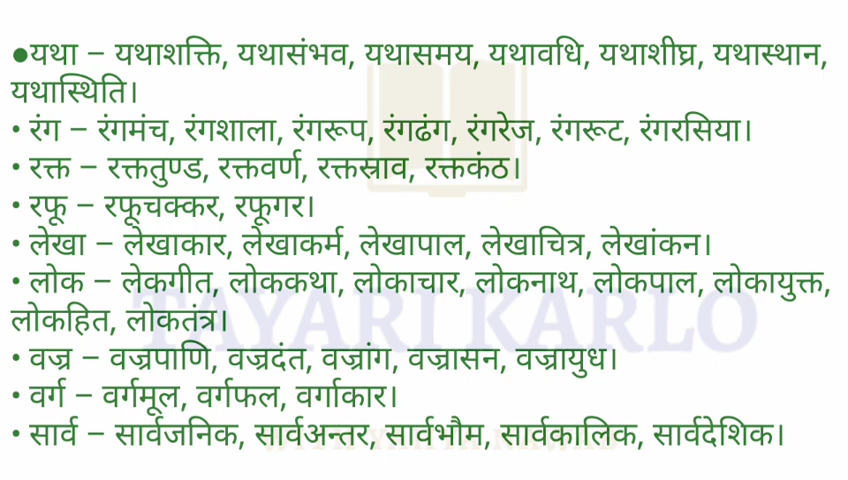 ●यथा – यथाशक्ति, यथासंभव, यथासमय, यथावधि, यथाशीघ्र, यथास्थान,
यथास्थिति।
• रंग – रंगमंच, रंगशाला, रंगरूप, रंगढंग, रंगरेज, रंगरूट, रंगरसिया।
• रक्त – रक्ततुण्ड, रक्तवर्ण, रक्तस्राव, रक्तकंठ।
• रफू – रफूचक्कर, रफूगर।
• लेखा – लेखाकार, लेखाकर्म, लेखापाल, लेखाचित्र, लेखांकन।
• लोक – लेकगीत, लोककथा, लोकाचार, लोकनाथ, लोकपाल, लोकायुक्त,
लोकहित, लोकतंत्र।
TAYARI KARLO
• वज्र – वज्रपाणि, वज्रदंत, वज्रांग, वज्रासन, वज्रायुध।
• वर्ग – वर्गमूल, वर्गफल, वर्गाकार।
• सार्व – सार्वजनिक, सार्वअन्तर, सार्वभौम, सार्वकालिक, सार्वदेशिक।